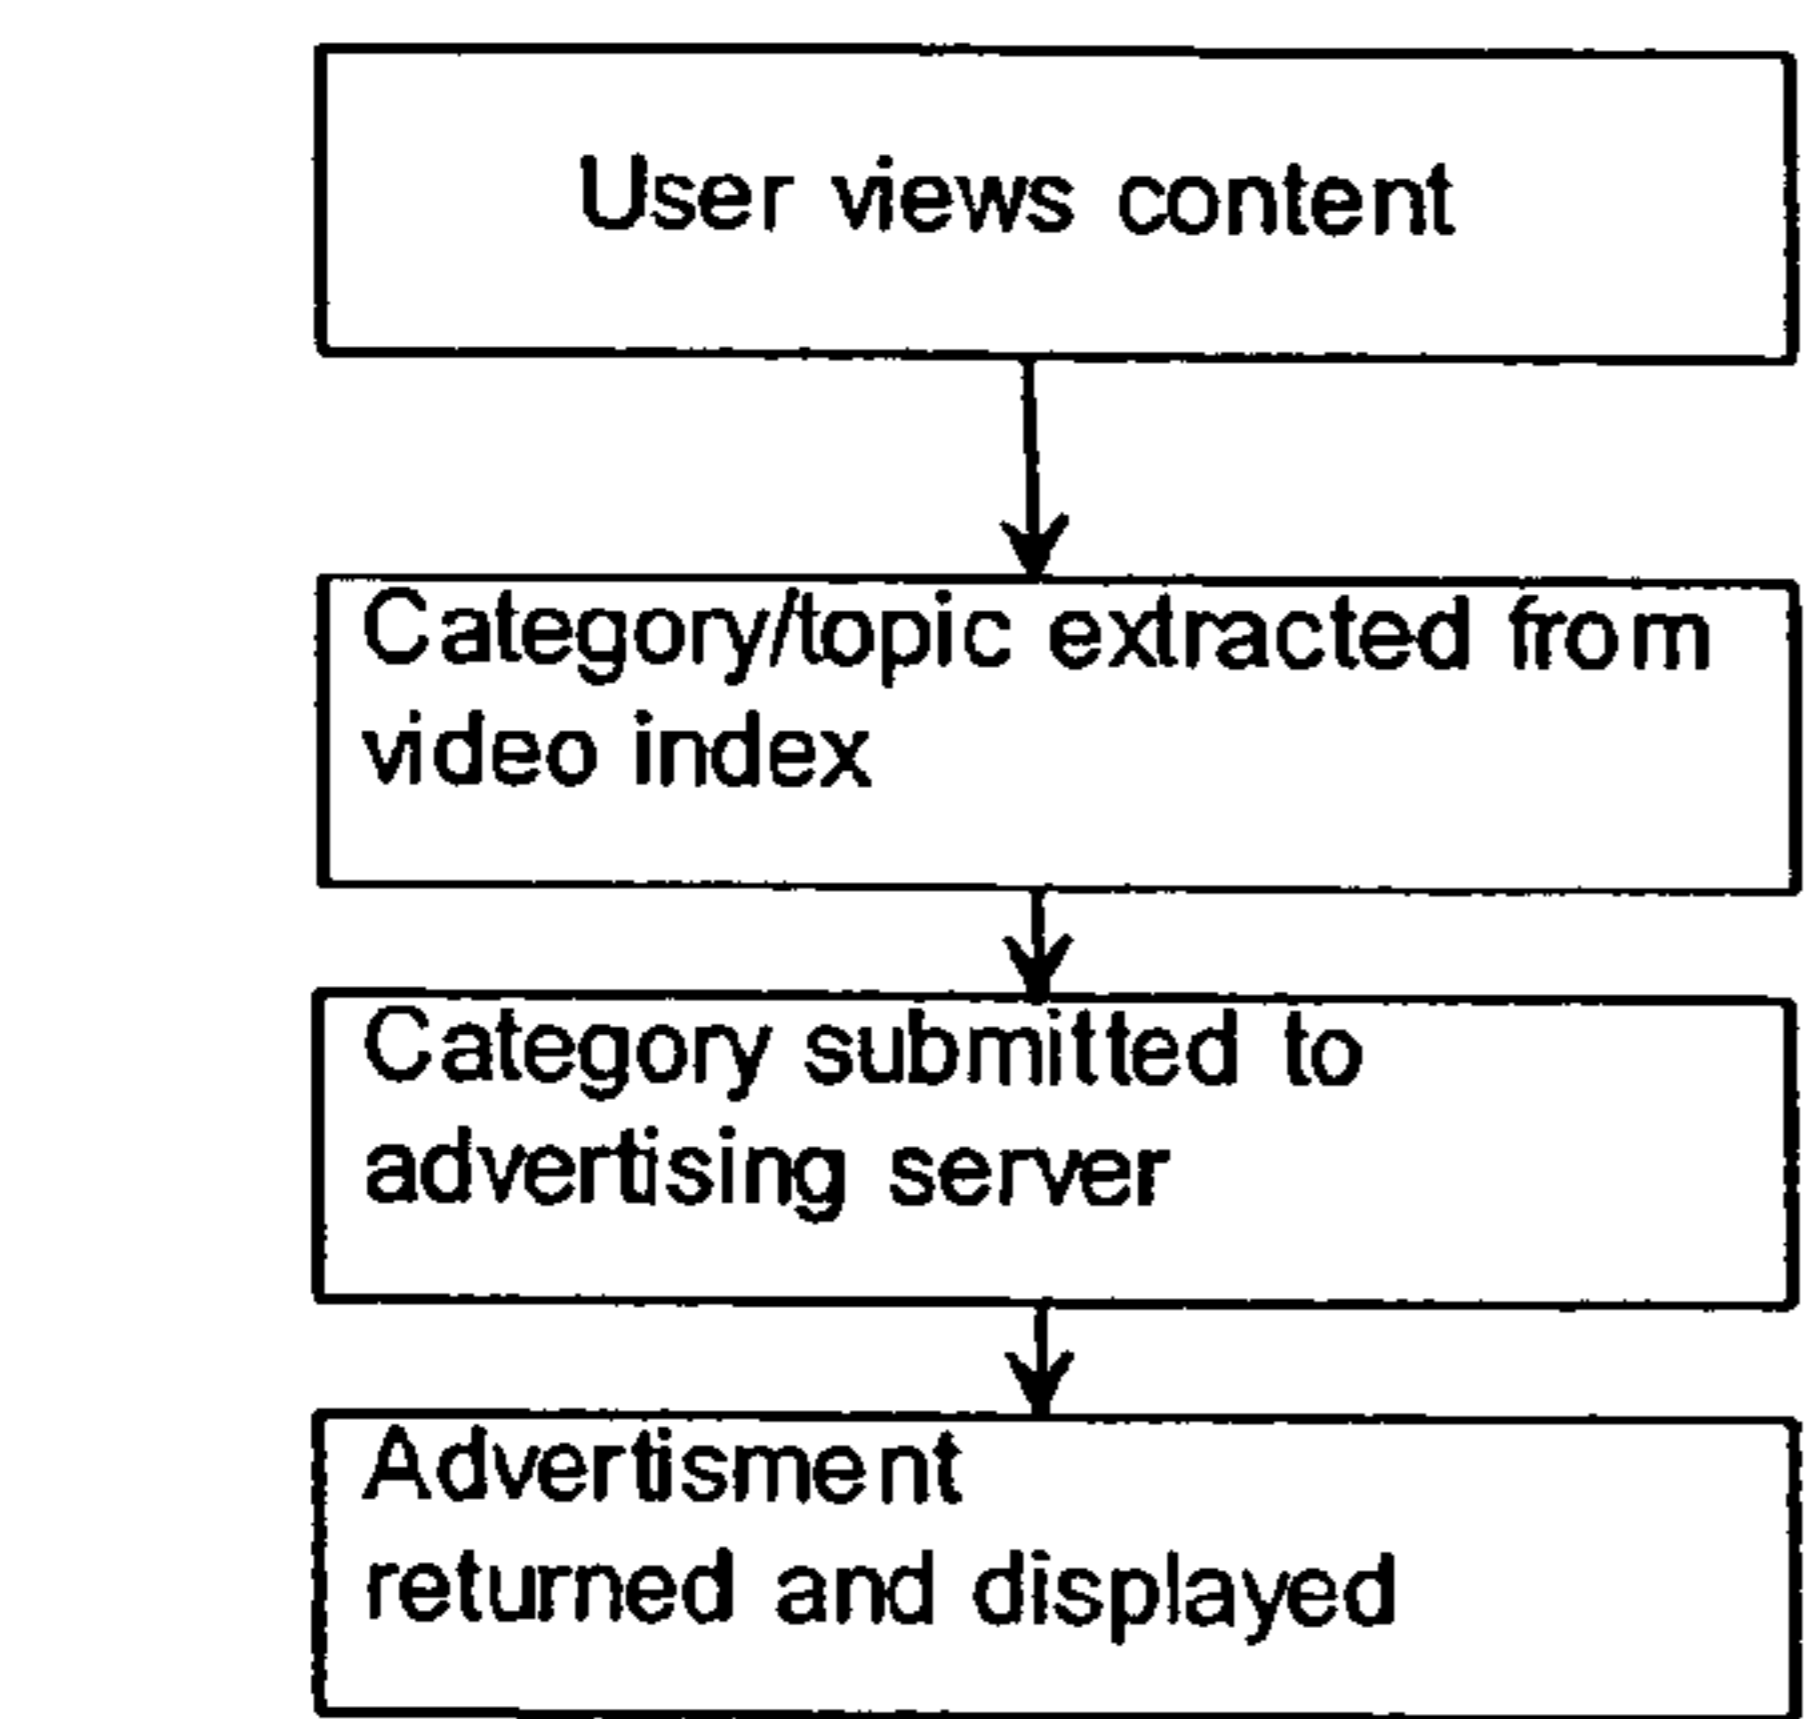 User views content
Category/topic extracted from
video index
Category submitted to
advertising server
Advertisment
returned and displayed